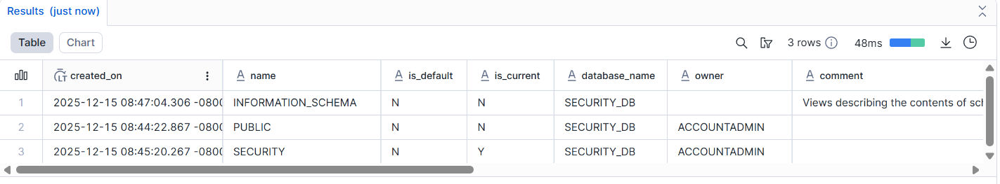 Results (just now)
Table Chart 3 rows 48ms
created_on name is_default is_current database_name owner comment
1 2025-12-15 08:47:04.306 -0800 INFORMATION_SCHEMA N N SECURITY_DB Views describing the contents of sch
2 2025-12-15 08:44:22.867 -0800 PUBLIC N N SECURITY_DB ACCOUNTADMIN
3 2025-12-15 08:45:20.267 -0800 SECURITY N Y SECURITY_DB ACCOUNTADMIN